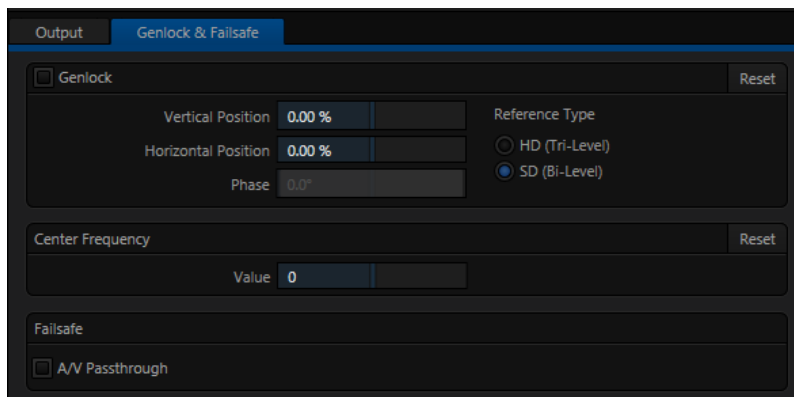 Output Genlock & Failsafe
Genlock Reset
Vertical Position 0.00 % Reference Type
HD (Tri-Level)
Horizontal Position 0.00 %
SD (Bi-Level)
Phase 0.0°
Center Frequency Reset
Value 0
Failsafe
A/V Passthrough